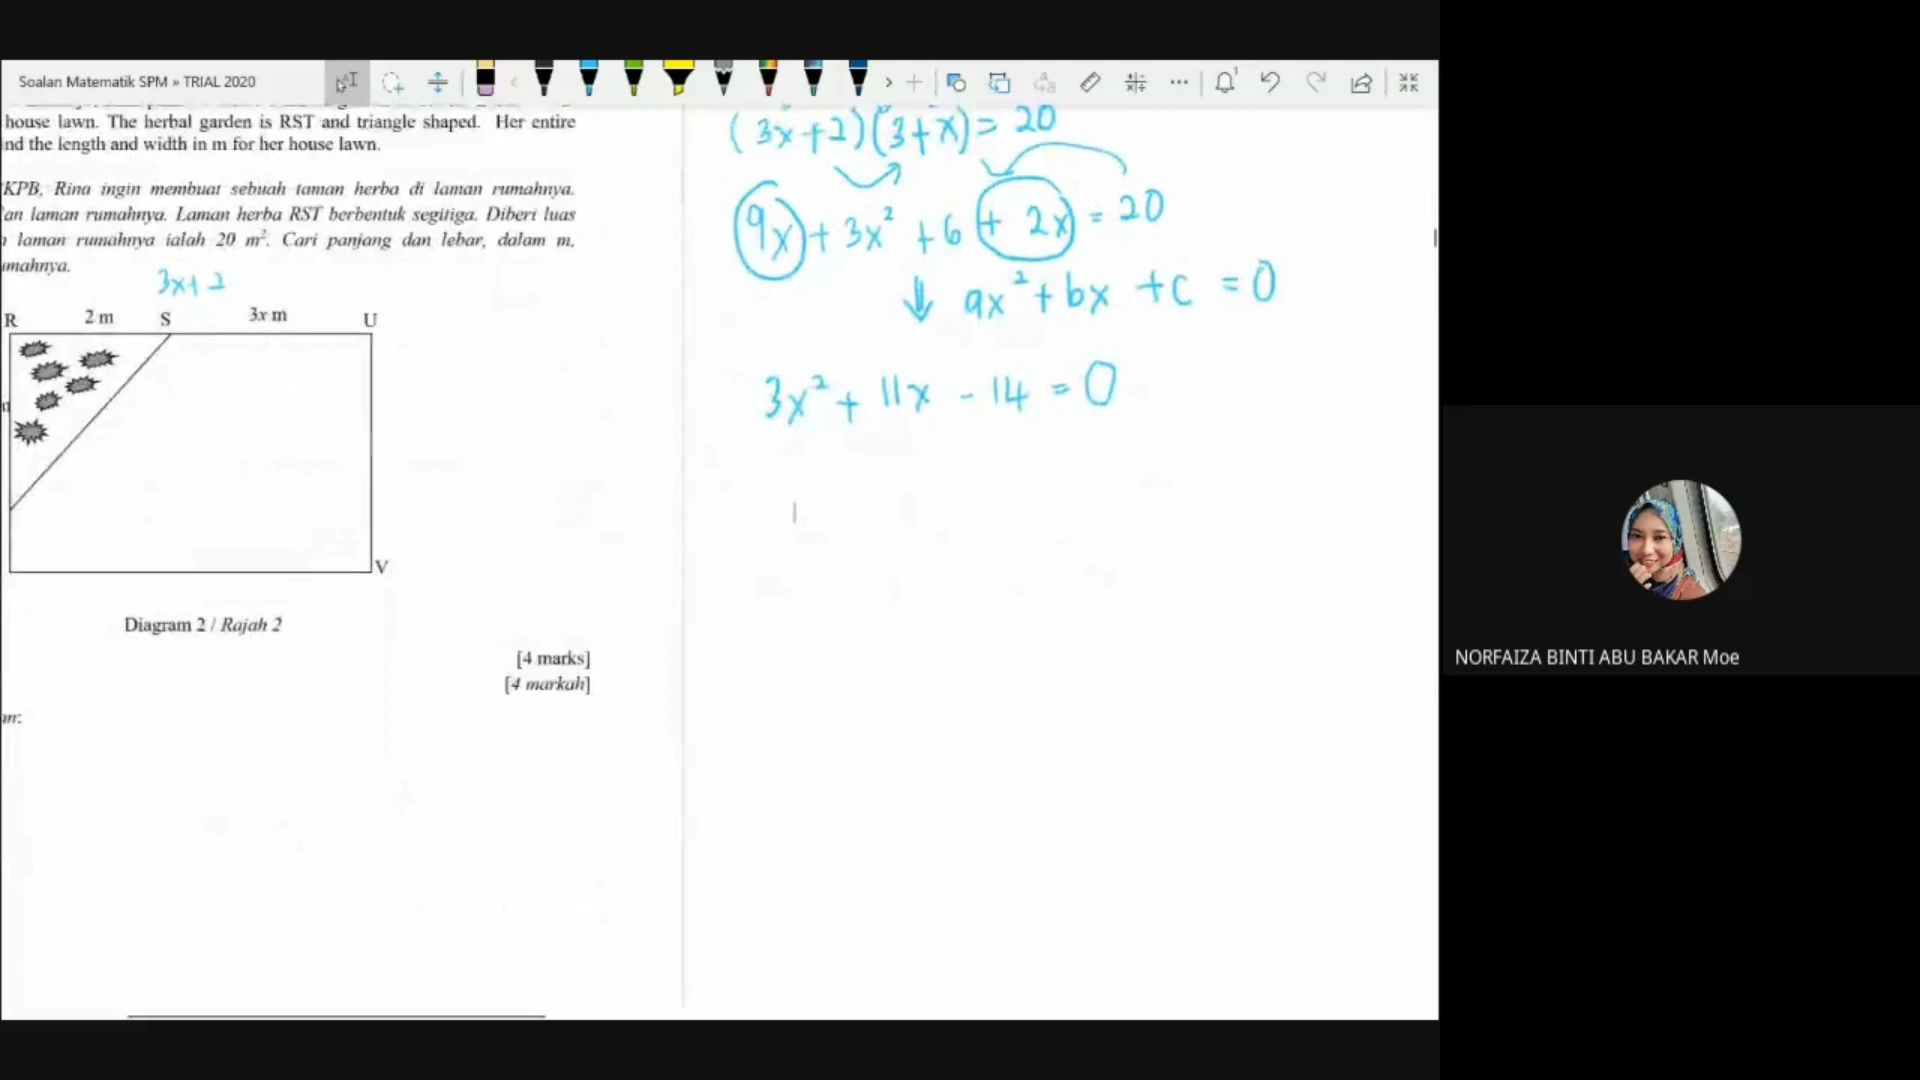 Soalan Matematik SPM » TRIAL 2020
house lawn. The herbal garden is RST and triangle shaped. Her entire
nd the length and width in m for her house lawn.
KPB, Rina ingin membuat sebuah taman herba di laman rumahnya.
an laman rumahnya. Laman herba RST berbentuk segitiga. Diberi luas
laman rumahnya ialah 20 m². Cari panjang dan lebar, dalam m,
umahnya.
3x+2
R 2 m S 3x m U
V
Diagram 2 / Rajah 2
[4 marks]
[4 markah]
an:
(3x+2)(3+x)=20
9x + 3x² + 6 + 2x = 20
ax² + bx + c = 0
3x² + 11x - 14 = 0
NORFAIZA BINTI ABU BAKAR Moe